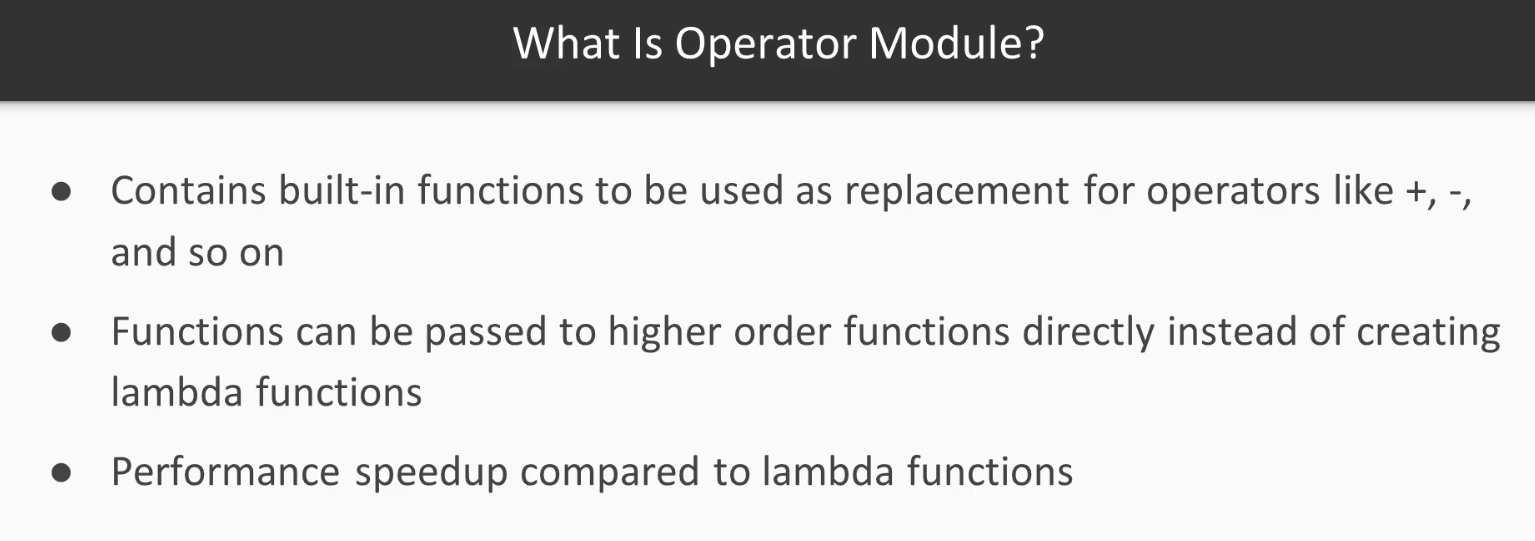 What Is Operator Module?
● Contains built-in functions to be used as replacement for operators like +, -,
and so on
● Functions can be passed to higher order functions directly instead of creating
lambda functions
● Performance speedup compared to lambda functions